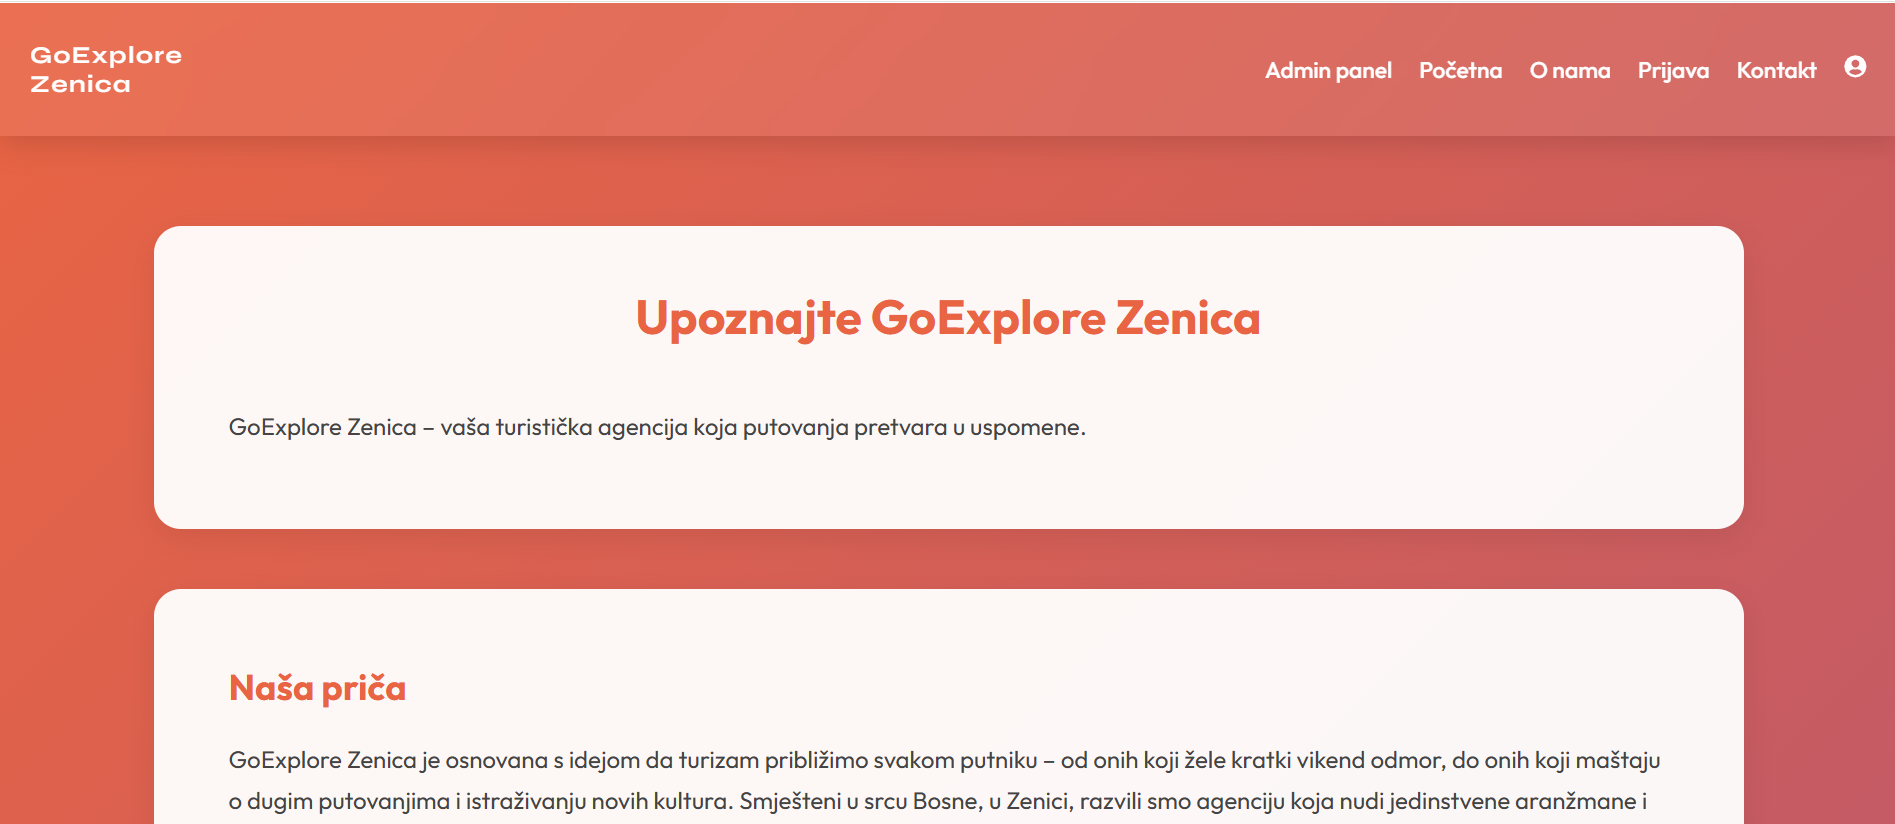 GoExplore
Zenica
Admin panel Početna O nama Prijava Kontakt
Upoznajte GoExplore Zenica
GoExplore Zenica – vaša turistička agencija koja putovanja pretvara u uspomene.
Naša priča
GoExplore Zenica je osnovana s idejom da turizam približimo svakom putniku – od onih koji žele kratki vikend odmor, do onih koji maštaju
o dugim putovanjima i istraživanju novih kultura. Smješteni u srcu Bosne, u Zenici, razvili smo agenciju koja nudi jedinstvene aranžmane i